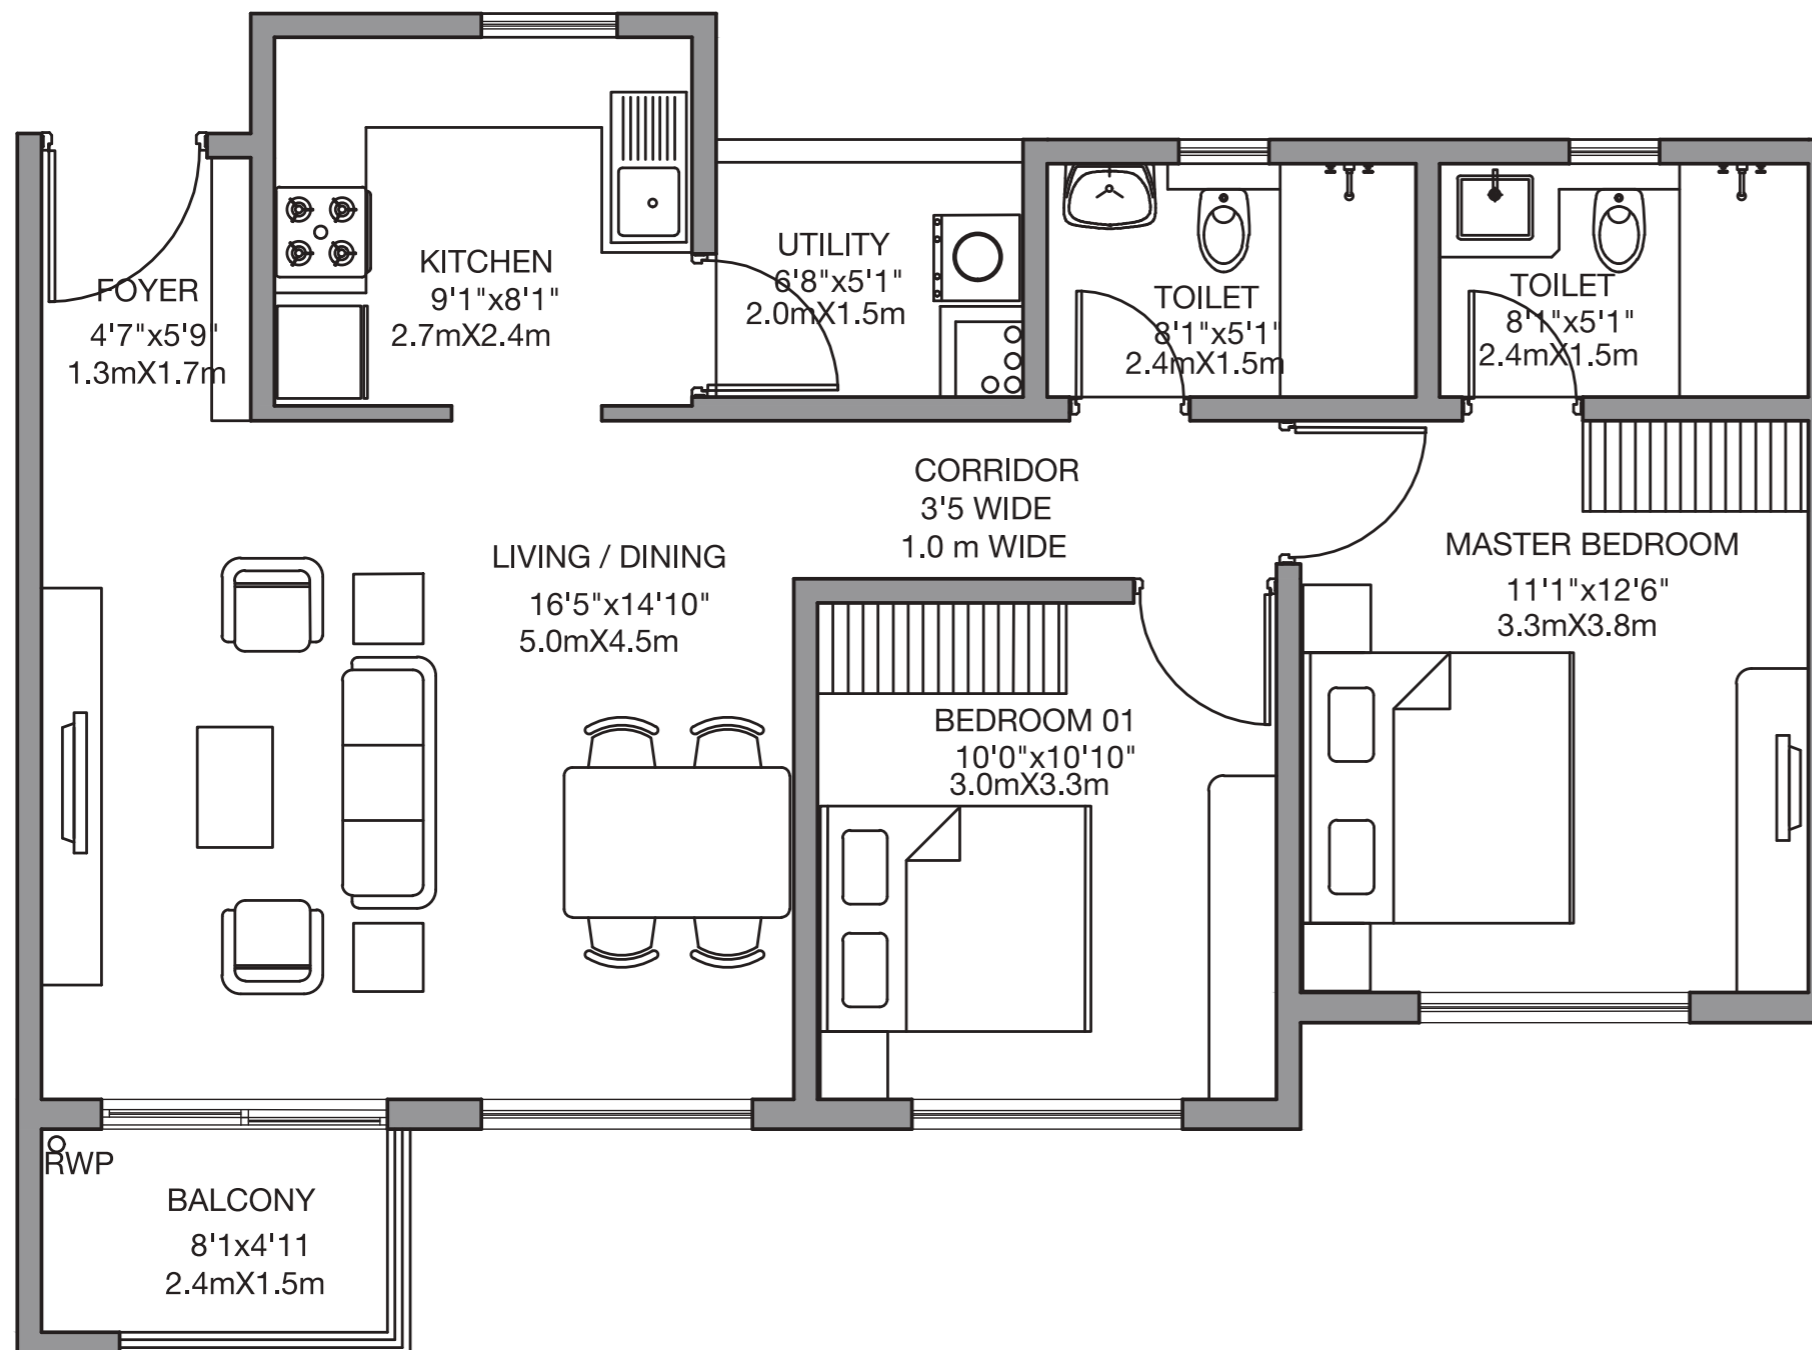 KITCHEN
9'1"x8'1"
2.7mX2.4m
UTILITY
6'8"x5'1"
2.0mX1.5m
FOYER
4'7"x5'9"
1.3mX1.7m
TOILET
8'1"x5'1"
2.4mX1.5m
TOILET
8'1"x5'1"
2.4mX1.5m
CORRIDOR
3'5 WIDE
1.0 m WIDE
LIVING / DINING
16'5"x14'10"
5.0mX4.5m
MASTER BEDROOM
11'1"x12'6"
3.3mX3.8m
BEDROOM 01
10'0"x10'10"
3.0mX3.3m
RWP
BALCONY
8'1x4'11
2.4mX1.5m